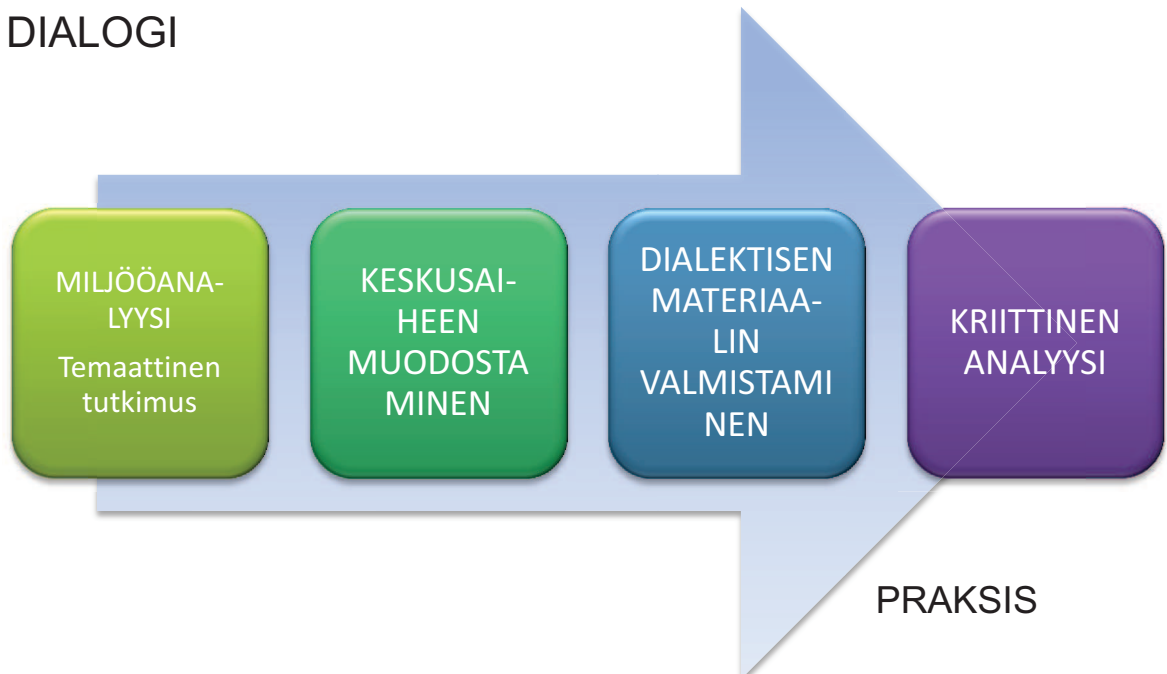 DIALOGI
MILJÖÖANA-
LYYSI
Temaattinen
tutkimus
KESKUSAI-
HEEN
MUODOSTA
MINEN
DIALEKTISEN
MATERIAA-
LIN
VALMISTAMI
NEN
KRIITTINEN
ANALYYSI
PRAKSIS